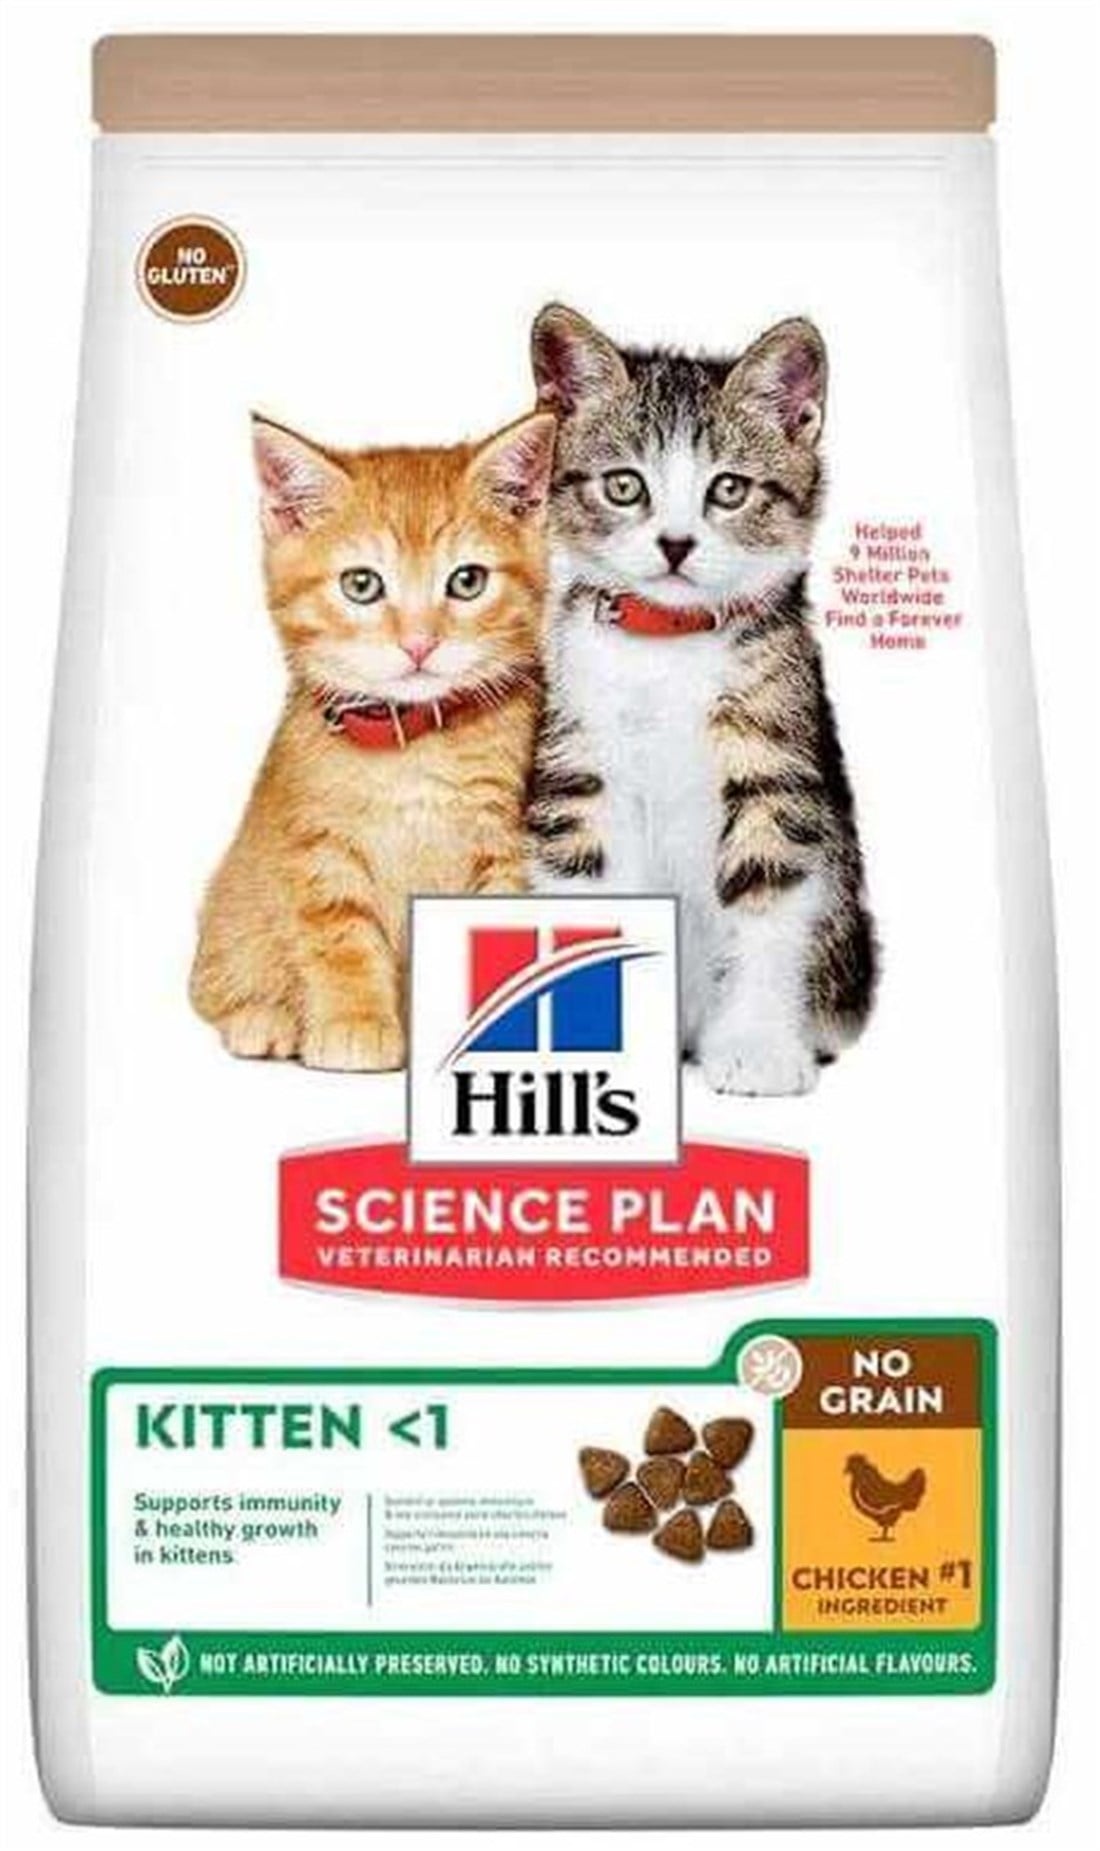 NO
GLUTEN™
Helped
9 Million
Shelter Pets
Worldwide
Find a Forever
Home
Hill's
SCIENCE PLAN
VETERINARIAN RECOMMENDED
NO
GRAIN
KITTEN <1
Supports immunity
& healthy growth
in kittens
CHICKEN #1
INGREDIENT
NOT ARTIFICIALLY PRESERVED. NO SYNTHETIC COLOURS. NO ARTIFICIAL FLAVOURS.